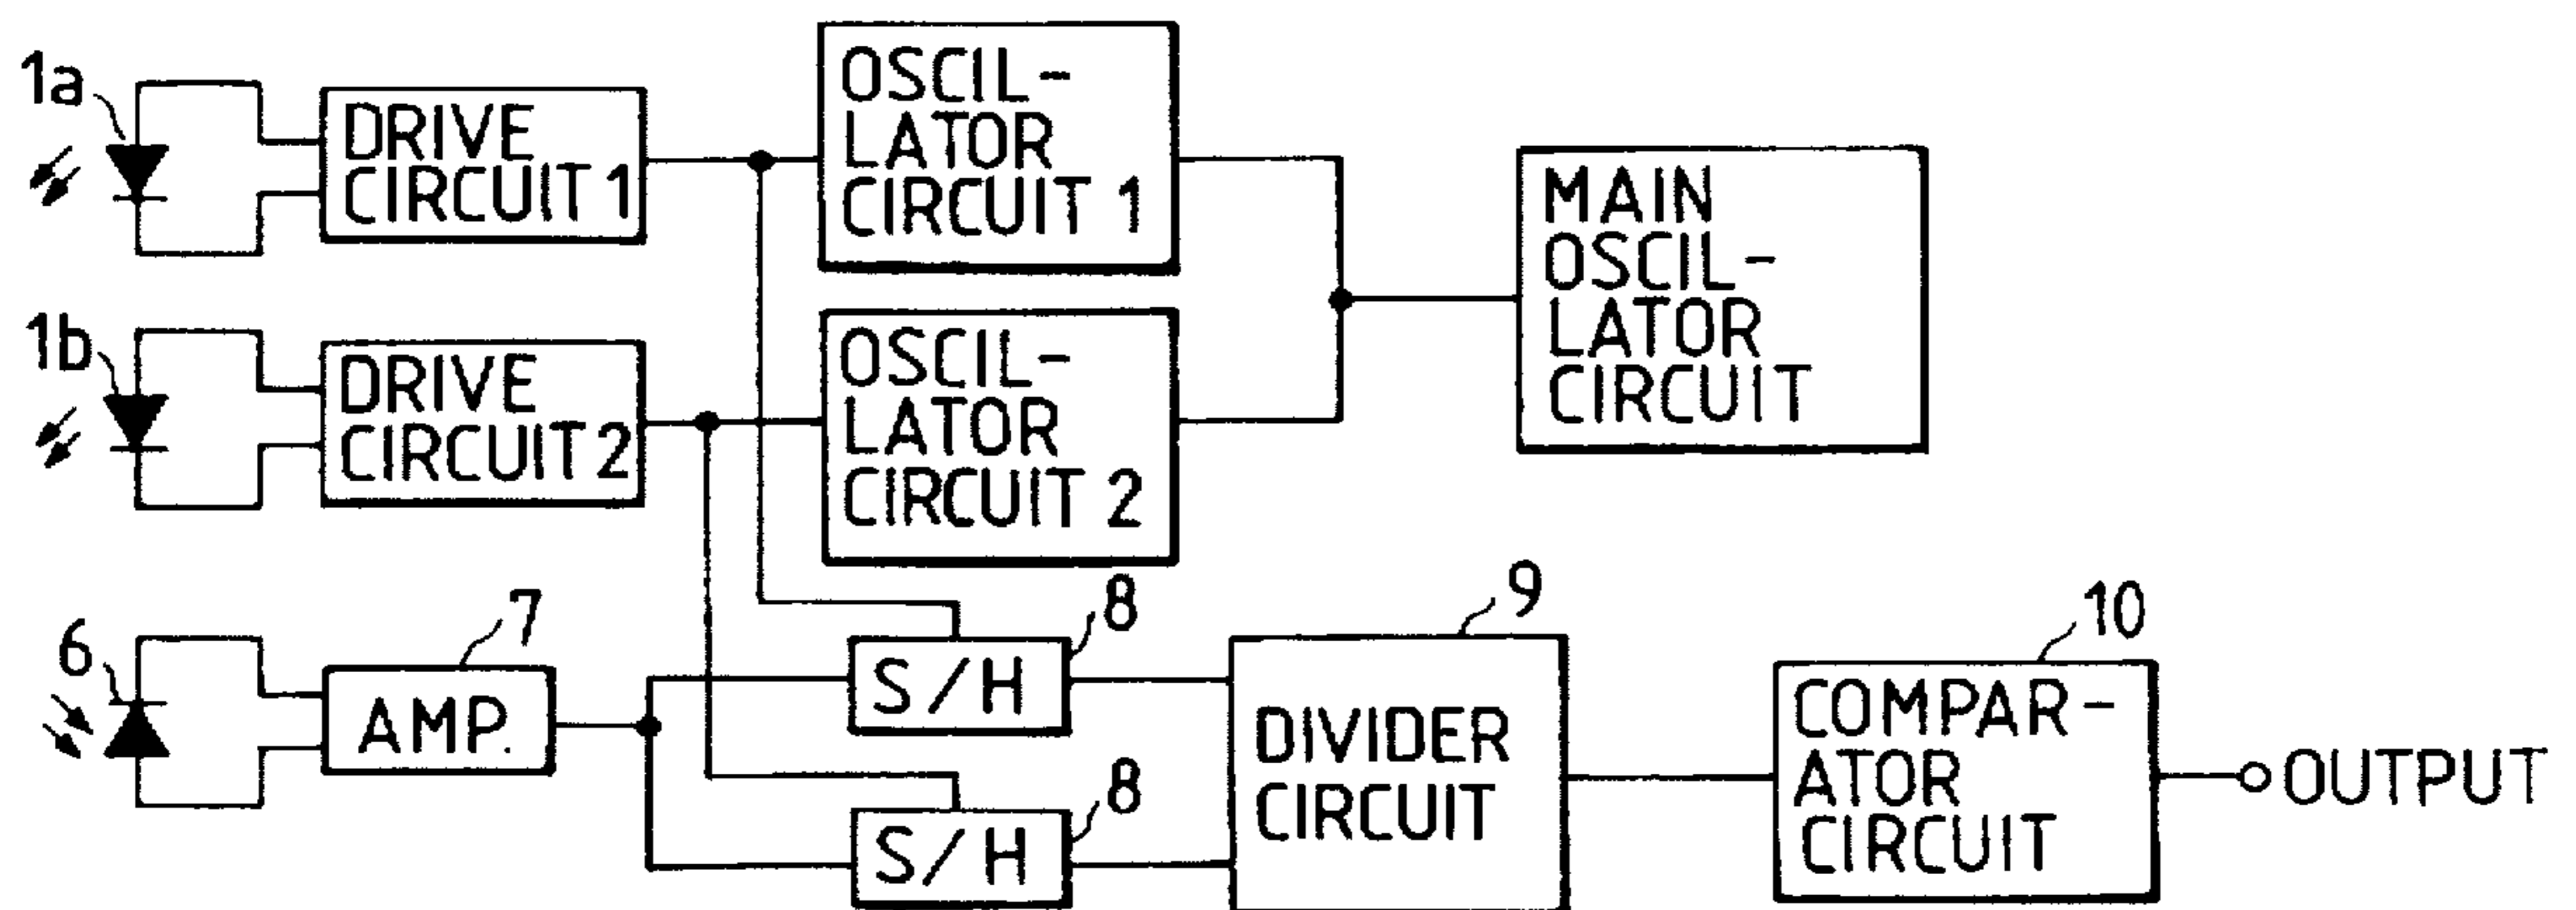 1a
DRIVE
CIRCUIT 1
OSCIL-
LATOR
CIRCUIT 1
MAIN
OSCIL-
LATOR
CIRCUIT
1b
DRIVE
CIRCUIT 2
OSCIL-
LATOR
CIRCUIT 2
6
7
AMP.
8
S/H
8
S/H
9
DIVIDER
CIRCUIT
10
COMPAR-
ATOR
CIRCUIT
OUTPUT